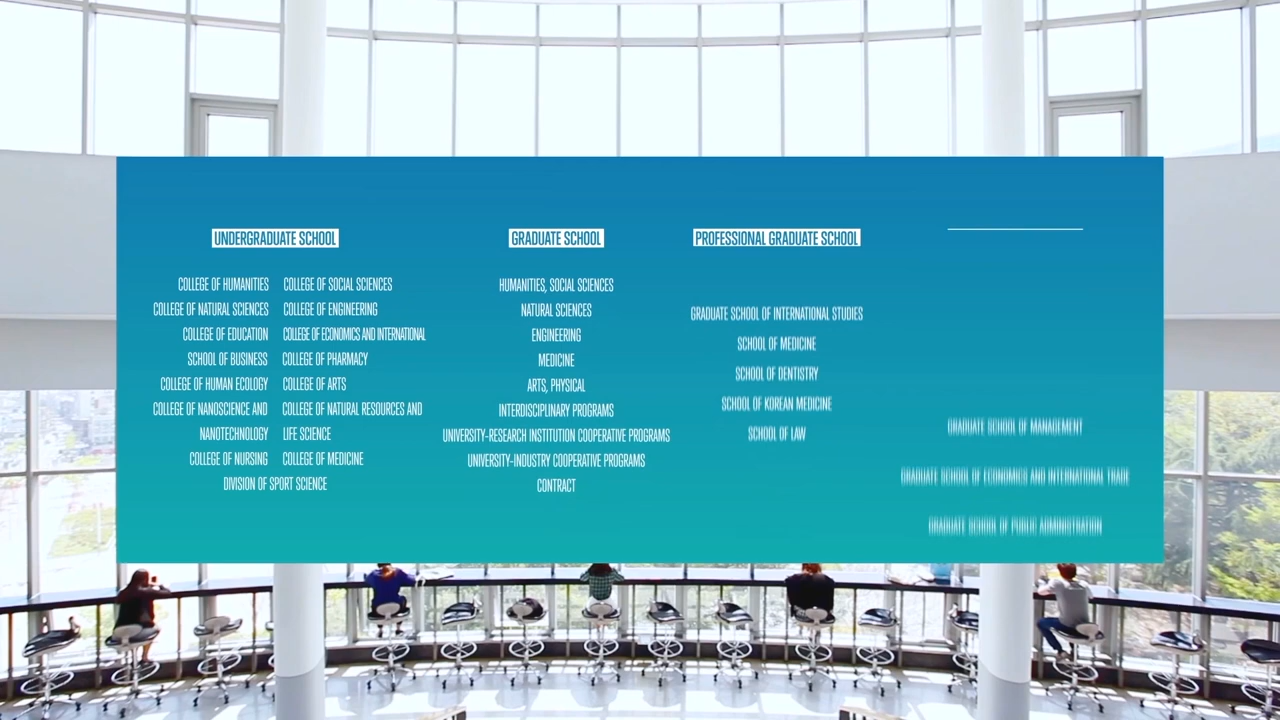 UNDERGRADUATE SCHOOL
COLLEGE OF HUMANITIES
COLLEGE OF NATURAL SCIENCES
COLLEGE OF EDUCATION
SCHOOL OF BUSINESS
COLLEGE OF HUMAN ECOLOGY
COLLEGE OF NANOSCIENCE AND
NANOTECHNOLOGY
COLLEGE OF NURSING
COLLEGE OF SOCIAL SCIENCES
COLLEGE OF ENGINEERING
COLLEGE OF ECONOMICS AND INTERNATIONAL
COLLEGE OF PHARMACY
COLLEGE OF ARTS
COLLEGE OF NATURAL RESOURCES AND
LIFE SCIENCE
COLLEGE OF MEDICINE
DIVISION OF SPORT SCIENCE
GRADUATE SCHOOL
HUMANITIES, SOCIAL SCIENCES
NATURAL SCIENCES
ENGINEERING
MEDICINE
ARTS, PHYSICAL
INTERDISCIPLINARY PROGRAMS
UNIVERSITY-RESEARCH INSTITUTION COOPERATIVE PROGRAMS
UNIVERSITY-INDUSTRY COOPERATIVE PROGRAMS
CONTRACT
PROFESSIONAL GRADUATE SCHOOL
GRADUATE SCHOOL OF INTERNATIONAL STUDIES
SCHOOL OF MEDICINE
SCHOOL OF DENTISTRY
SCHOOL OF KOREAN MEDICINE
SCHOOL OF LAW
GRADUATE SCHOOL OF MANAGEMENT
GRADUATE SCHOOL OF ECONOMICS AND INTERNATIONAL TRADE
GRADUATE SCHOOL OF PUBLIC ADMINISTRATION